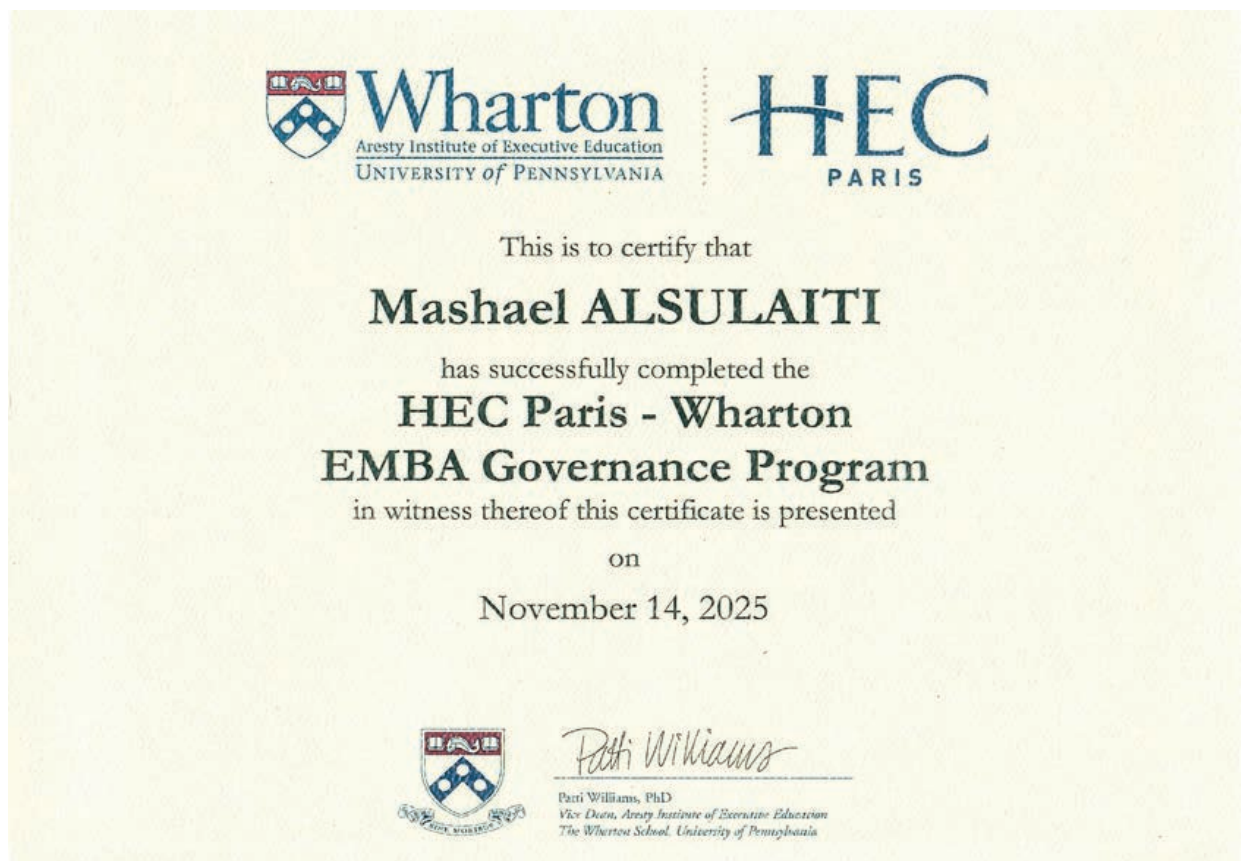 Wharton
Aresty Institute of Executive Education
UNIVERSITY of PENNSYLVANIA
HEC
PARIS
This is to certify that
Mashael ALSULAITI
has successfully completed the
HEC Paris - Wharton
EMBA Governance Program
in witness thereof this certificate is presented
on
November 14, 2025
Patti Williams
Patti Williams, PhD
Vice Dean, Aresty Institute of Executive Education
The Wharton School, University of Pennsylvania